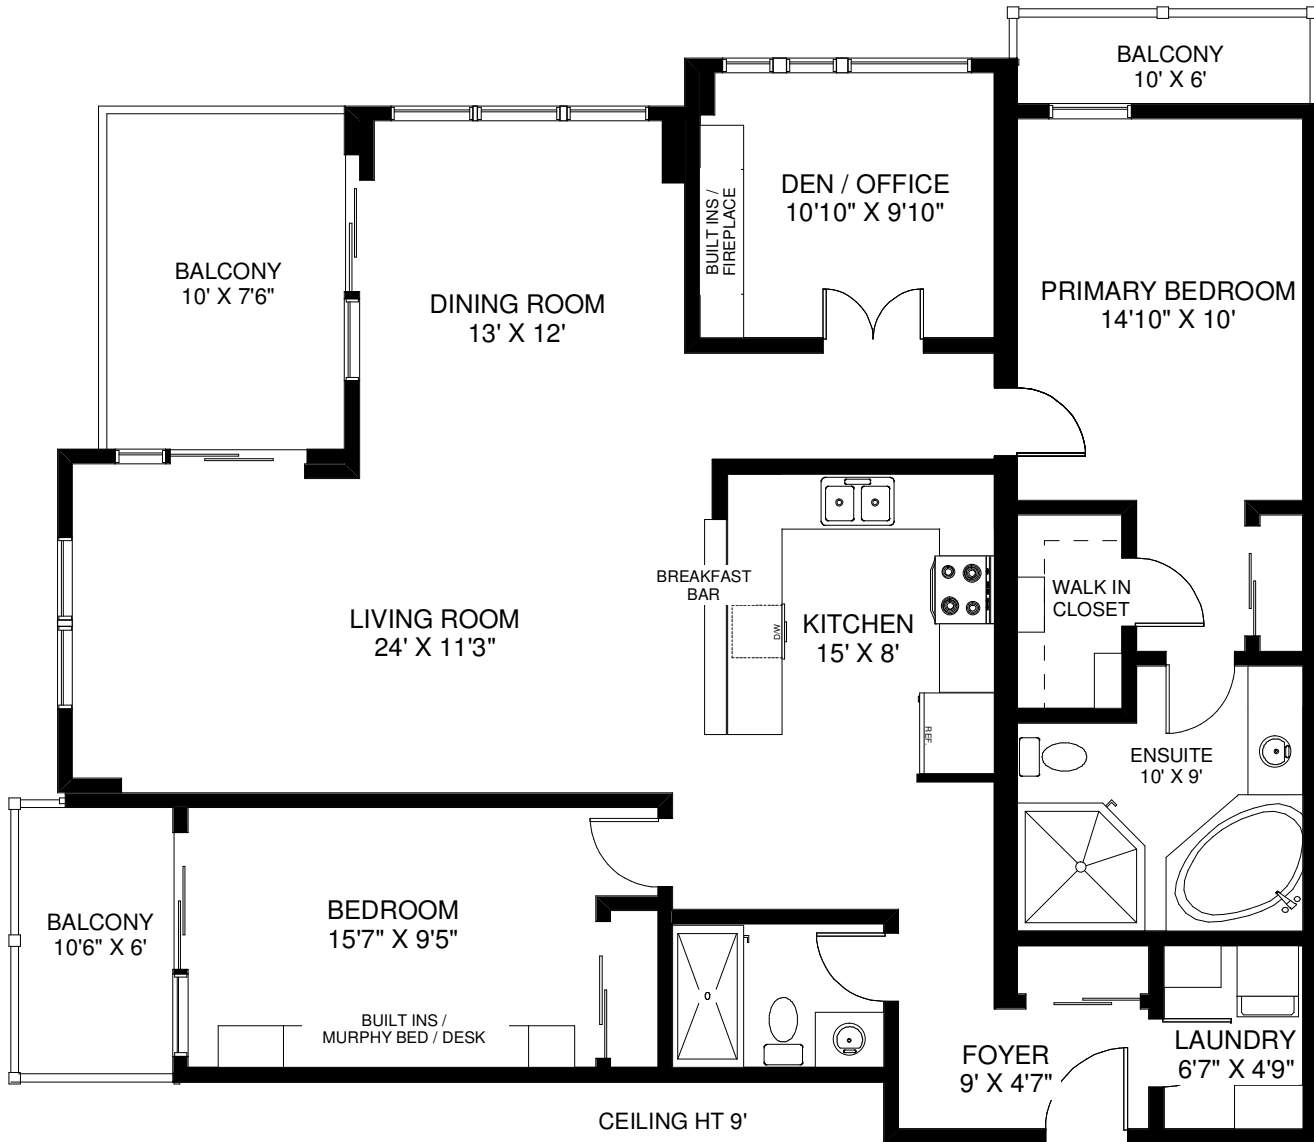 BALCONY
10' X 6'
DEN / OFFICE
10'10" X 9'10"
BUILT INS /
FIREPLACE
BALCONY
10' X 7'6"
DINING ROOM
13' X 12'
PRIMARY BEDROOM
14'10" X 10'
BREAKFAST
BAR
WALK IN
CLOSET
LIVING ROOM
24' X 11'3"
D/W
KITCHEN
15' X 8'
REF.
ENSUITE
10' X 9'
BALCONY
10'6" X 6'
BEDROOM
15'7" X 9'5"
BUILT INS /
MURPHY BED / DESK
FOYER
9' X 4'7"
LAUNDRY
6'7" X 4'9"
CEILING HT 9'